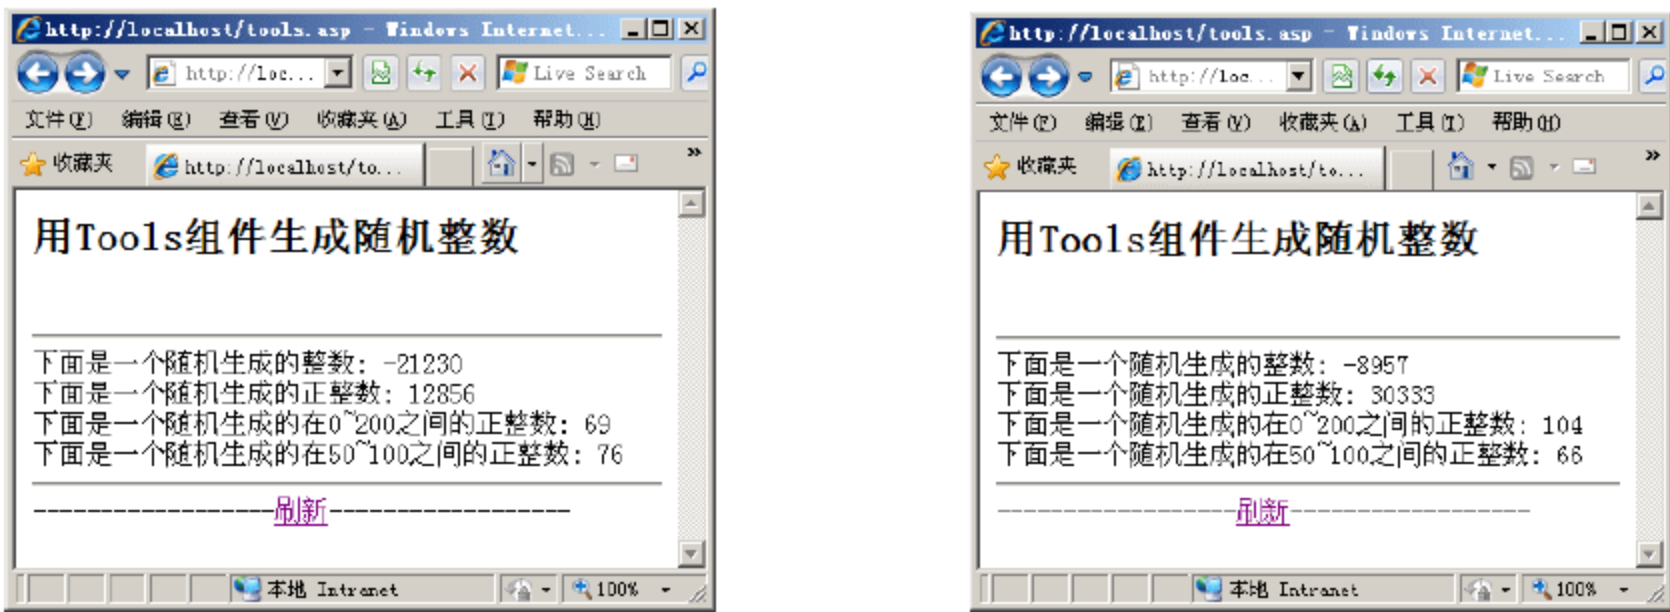 http://localhost/tools.asp - Windows Internet...
http://loc...
Live Search
文件(F) 编辑(E) 查看(V) 收藏夹(A) 工具(T) 帮助(H)
收藏夹
http://localhost/to...
»
用Tools组件生成随机整数
下面是一个随机生成的整数: -21230
下面是一个随机生成的正整数: 12856
下面是一个随机生成的在0~200之间的正整数: 69
下面是一个随机生成的在50~100之间的正整数: 76
------------------刷新------------------
本地 Intranet
100%
http://localhost/tools.asp - Windows Internet...
http://loc...
Live Search
文件(F) 编辑(E) 查看(V) 收藏夹(A) 工具(T) 帮助(H)
收藏夹
http://localhost/to...
»
用Tools组件生成随机整数
下面是一个随机生成的整数: -8957
下面是一个随机生成的正整数: 30333
下面是一个随机生成的在0~200之间的正整数: 104
下面是一个随机生成的在50~100之间的正整数: 66
------------------刷新------------------
本地 Intranet
100%